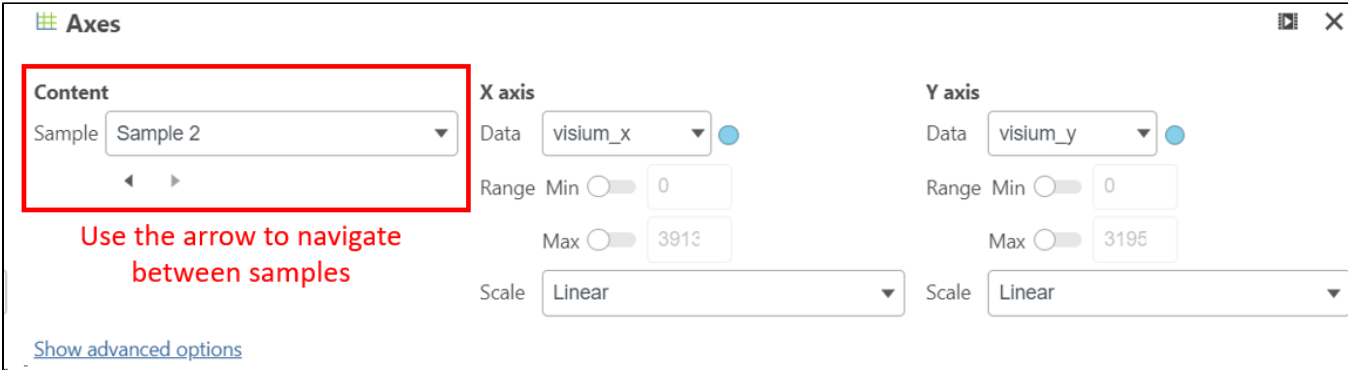 Axes
Content
Sample Sample 2
Use the arrow to navigate
between samples
X axis
Data visium_x
Range Min 0
Max 3913
Scale Linear
Y axis
Data visium_y
Range Min 0
Max 3195
Scale Linear
Show advanced options